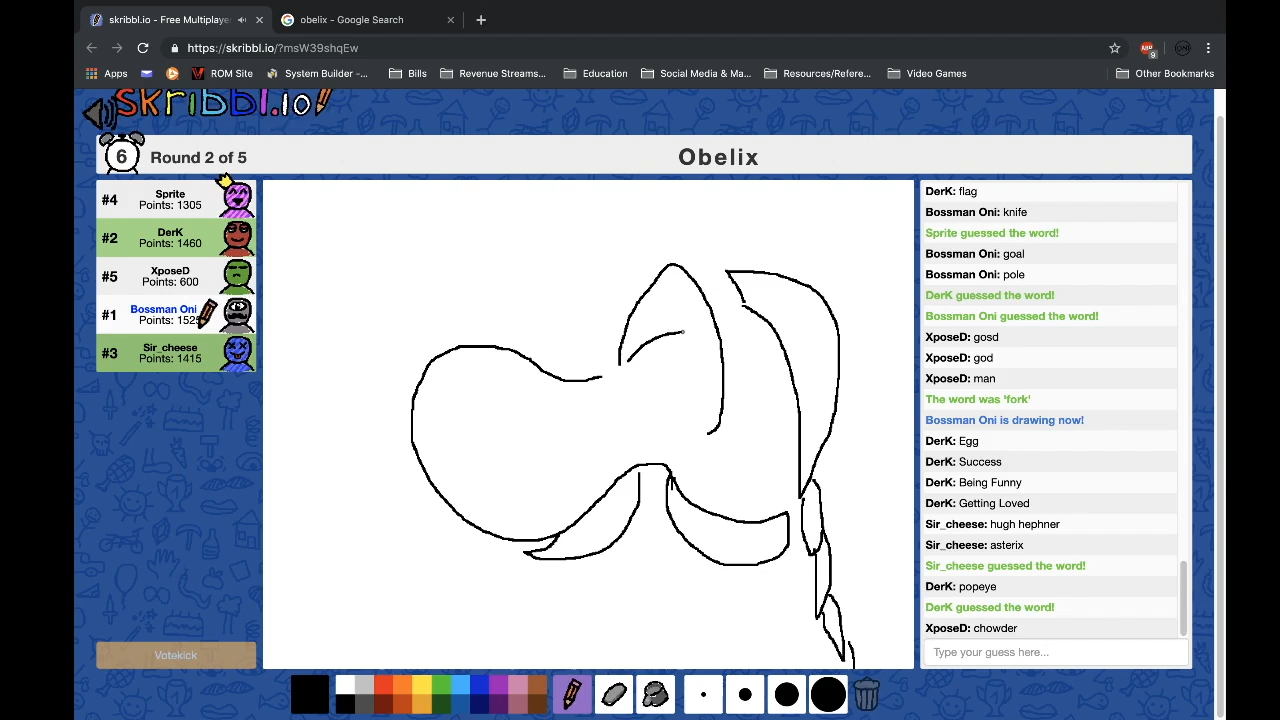 skribbl.io - Free Multiplaye
obelix - Google Search
https://skribbl.io/?msW39shqEw
ABP
9
ONI
Apps
ROM Site
System Builder -...
Bills
Revenue Streams...
Education
Social Media & Ma...
Resources/Refere...
Video Games
Other Bookmarks
skribbl.io!
6
Round 2 of 5
Obelix
#4
Sprite
Points: 1305
#2
DerK
Points: 1460
#5
XposeD
Points: 600
#1
Bossman Oni
Points: 1525
#3
Sir_cheese
Points: 1415
Votekick
DerK: flag
Bossman Oni: knife
Sprite guessed the word!
Bossman Oni: goal
Bossman Oni: pole
DerK guessed the word!
Bossman Oni guessed the word!
XposeD: gosd
XposeD: god
XposeD: man
The word was 'fork'
Bossman Oni is drawing now!
DerK: Egg
DerK: Success
DerK: Being Funny
DerK: Getting Loved
Sir_cheese: hugh hephner
Sir_cheese: asterix
Sir_cheese guessed the word!
DerK: popeye
DerK guessed the word!
XposeD: chowder
Type your guess here...